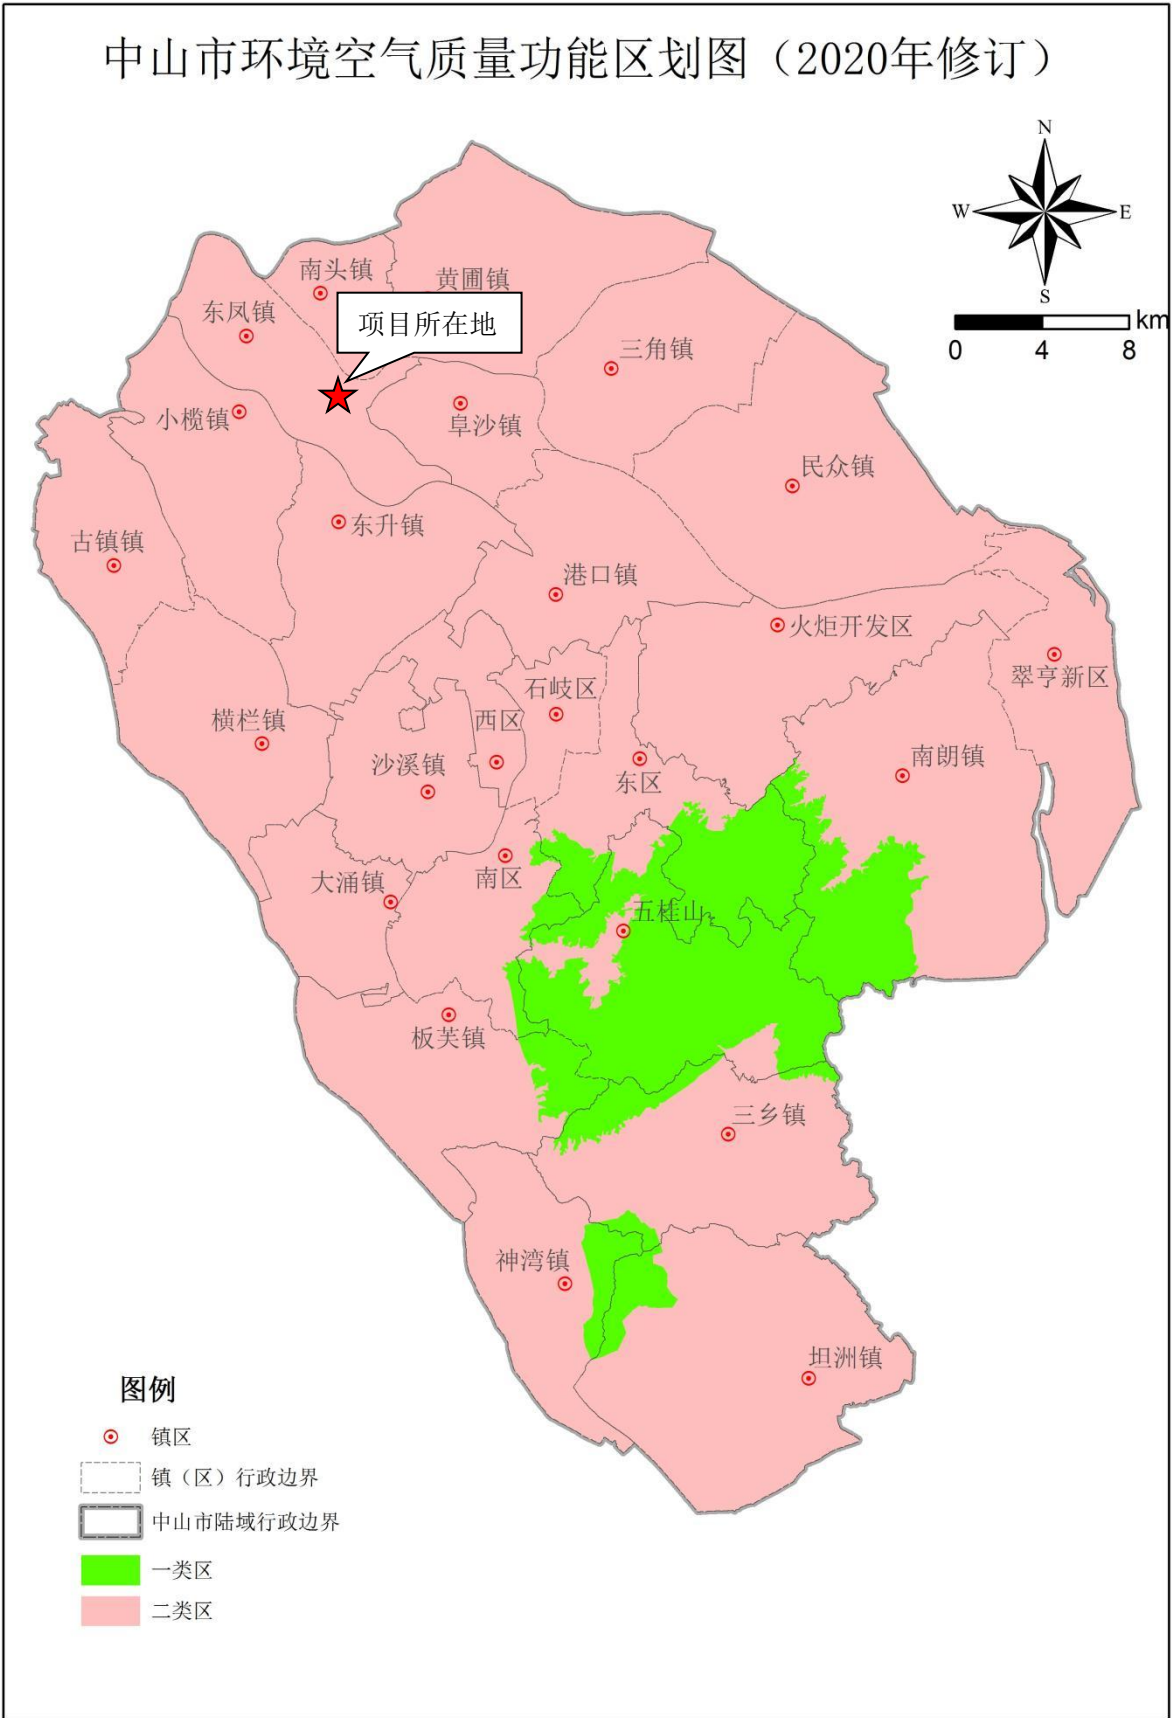 中山市环境空气质量功能区划图（2020年修订）
N
W
E
S
km
0
4
8
南头镇
黄圃镇
东凤镇
项目所在地
三角镇
小榄镇
阜沙镇
民众镇
东升镇
古镇镇
港口镇
火炬开发区
翠亨新区
石岐区
横栏镇
西区
沙溪镇
东区
南朗镇
南区
大涌镇
五桂山
板芙镇
三乡镇
神湾镇
坦洲镇
图例
镇区
镇（区）行政边界
中山市陆域行政边界
一类区
二类区